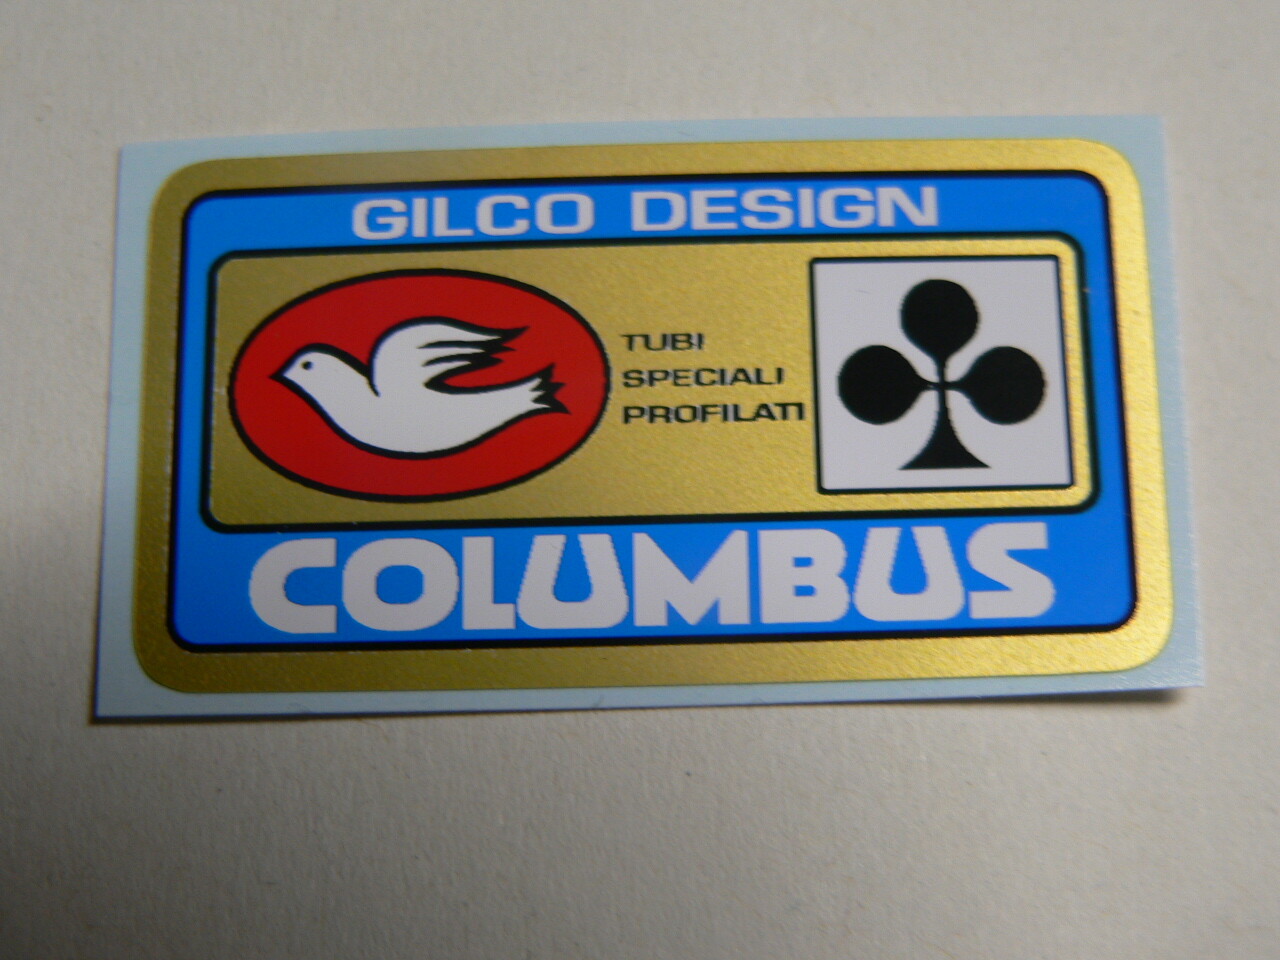 GILCO DESIGN
TUBI
SPECIALI
PROFILATI
COLUMBUS